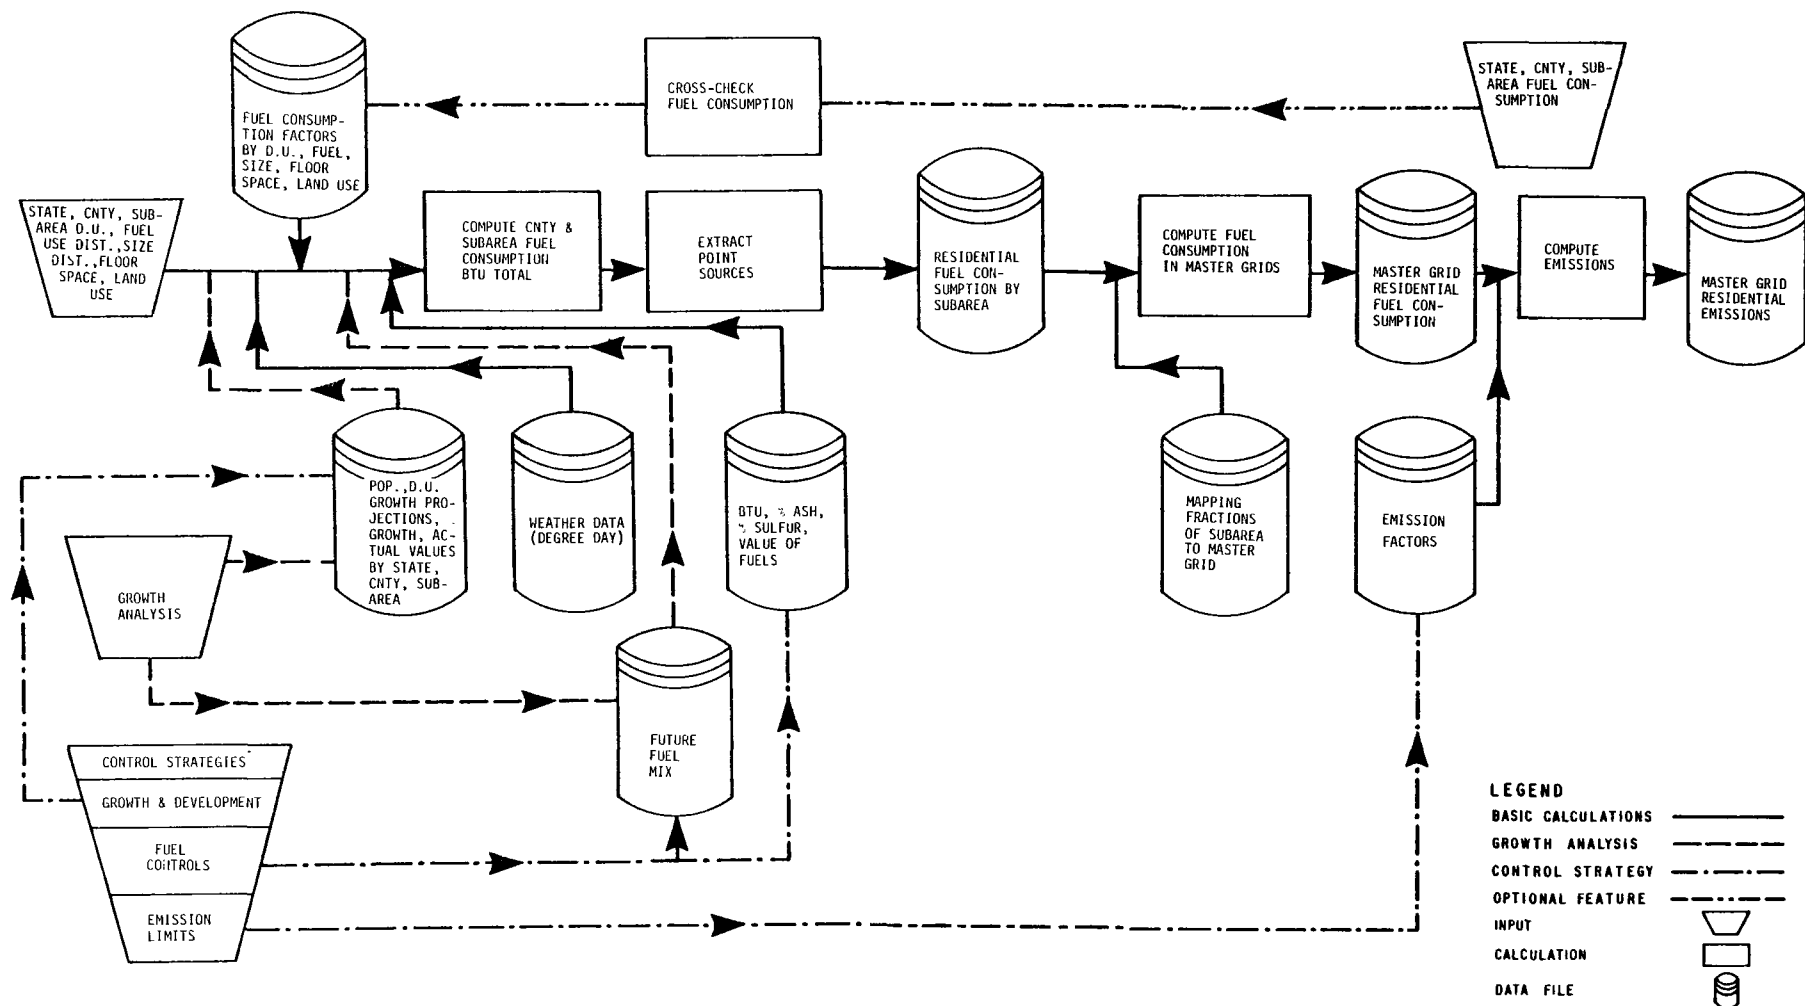 FUEL CONSUMP-
TION FACTORS
BY D.U., FUEL,
SIZE, FLOOR
SPACE, LAND USE
CROSS-CHECK
FUEL CONSUMPTION
STATE, CNTY, SUB-
AREA FUEL CON-
SUMPTION
STATE, CNTY, SUB-
AREA D.U., FUEL
USE DIST.,SIZE
DIST.,FLOOR
SPACE, LAND
USE
COMPUTE CNTY &
SUBAREA FUEL
CONSUMPTION
BTU TOTAL
EXTRACT
POINT
SOURCES
RESIDENTIAL
FUEL CON-
SUMPTION BY
SUBAREA
COMPUTE FUEL
CONSUMPTION
IN MASTER GRIDS
MASTER GRID
RESIDENTIAL
FUEL CON-
SUMPTION
COMPUTE
EMISSIONS
MASTER GRID
RESIDENTIAL
EMISSIONS
POP.,D.U.
GROWTH PRO-
JECTIONS,
GROWTH, AC-
TUAL VALUES
BY STATE,
CNTY, SUB-
AREA
WEATHER DATA
(DEGREE DAY)
BTU, % ASH,
% SULFUR,
VALUE OF
FUELS
MAPPING
FRACTIONS
OF SUBAREA
TO MASTER
GRID
EMISSION
FACTORS
GROWTH
ANALYSIS
FUTURE
FUEL
MIX
CONTROL STRATEGIES
GROWTH & DEVELOPMENT
FUEL
CONTROLS
EMISSION
LIMITS
LEGEND
BASIC CALCULATIONS
GROWTH ANALYSIS
CONTROL STRATEGY
OPTIONAL FEATURE
INPUT
CALCULATION
DATA FILE